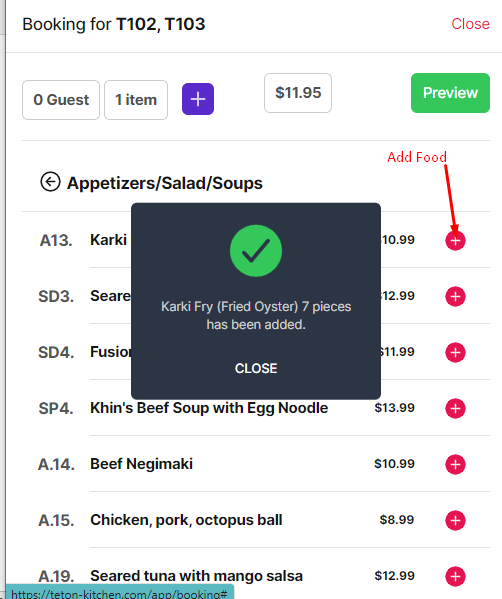 Booking for T102, T103
Close
0 Guest
1 item
+
$11.95
Preview
Add Food
Appetizers/Salad/Soups
A13. Karki $10.99
SD3. Seare $12.99
SD4. Fusion $11.99
Karki Fry (Fried Oyster) 7 pieces
has been added.
CLOSE
SP4. Khin's Beef Soup with Egg Noodle $13.99
A.14. Beef Negimaki $10.99
A.15. Chicken, pork, octopus ball $8.99
A.19. Seared tuna with mango salsa $12.99
https://teton-kitchen.com/app/booking#